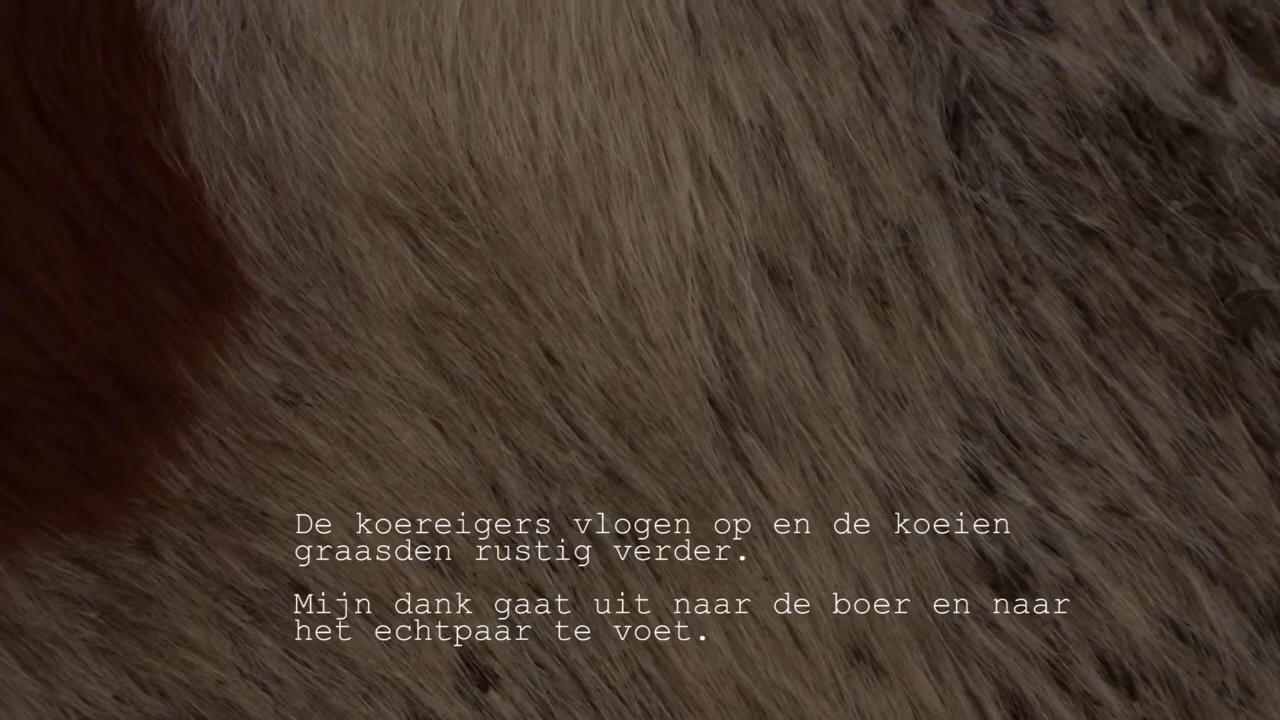 De koereigers vlogen op en de koeien
graasden rustig verder.
Mijn dank gaat uit naar de boer en naar
het echtpaar te voet.